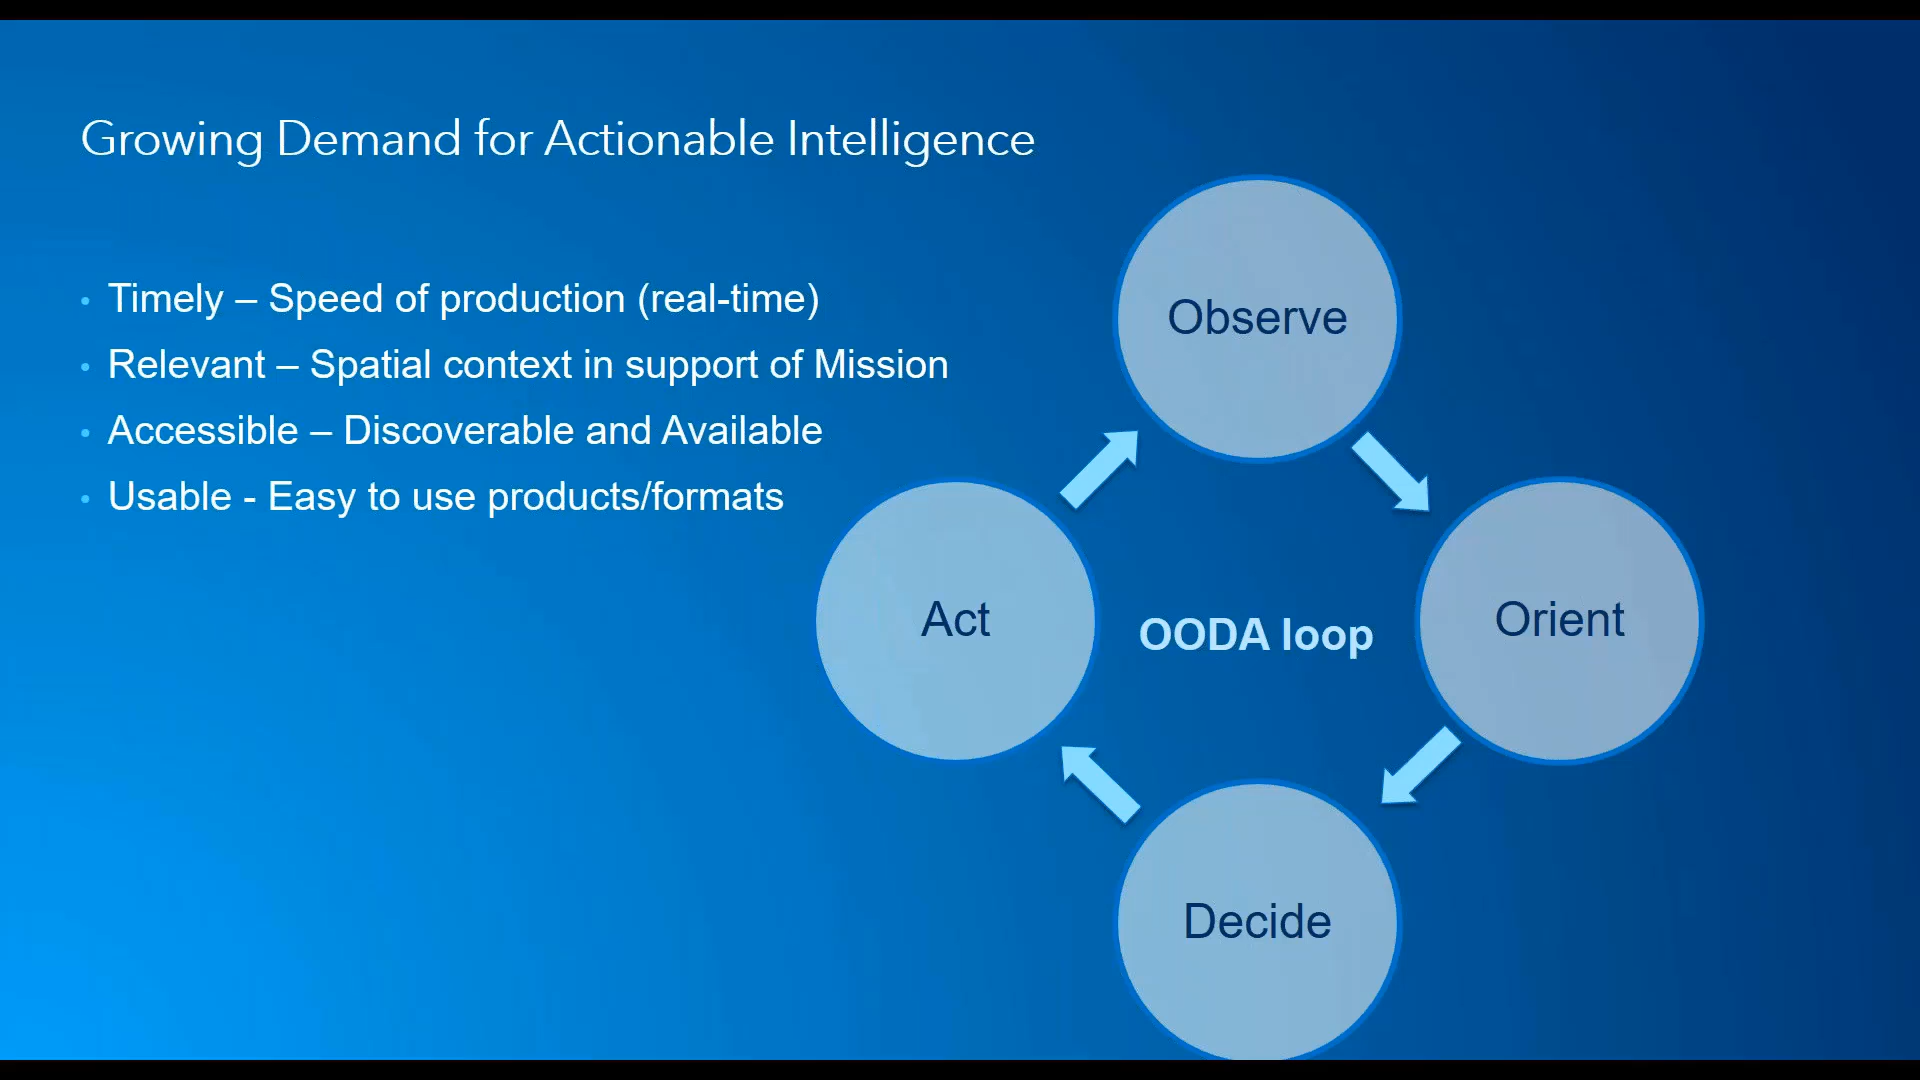 Growing Demand for Actionable Intelligence
• Timely – Speed of production (real-time)
• Relevant – Spatial context in support of Mission
• Accessible – Discoverable and Available
• Usable - Easy to use products/formats
Observe
Orient
Decide
Act
OODA loop